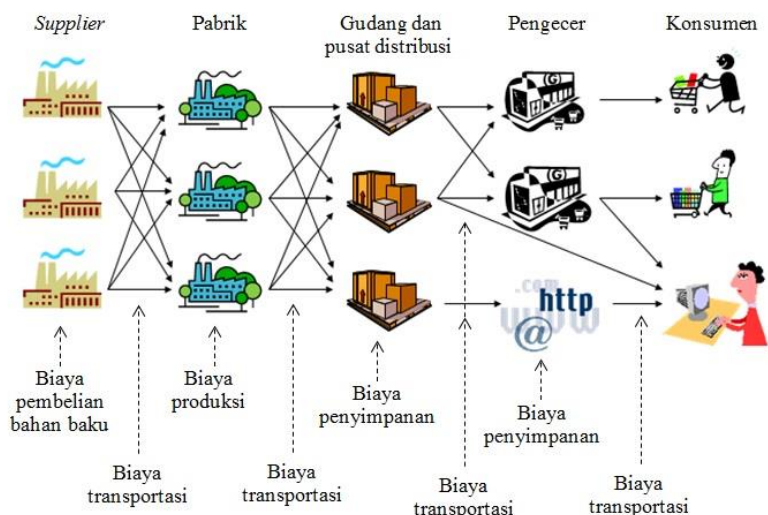 Supplier
Pabrik
Gudang dan
pusat distribusi
Pengecer
Konsumen
G
G
.com
http
www
@
Biaya
pembelian
bahan baku
Biaya
produksi
Biaya
penyimpanan
Biaya
penyimpanan
Biaya
transportasi
Biaya
transportasi
Biaya
transportasi
Biaya
transportasi